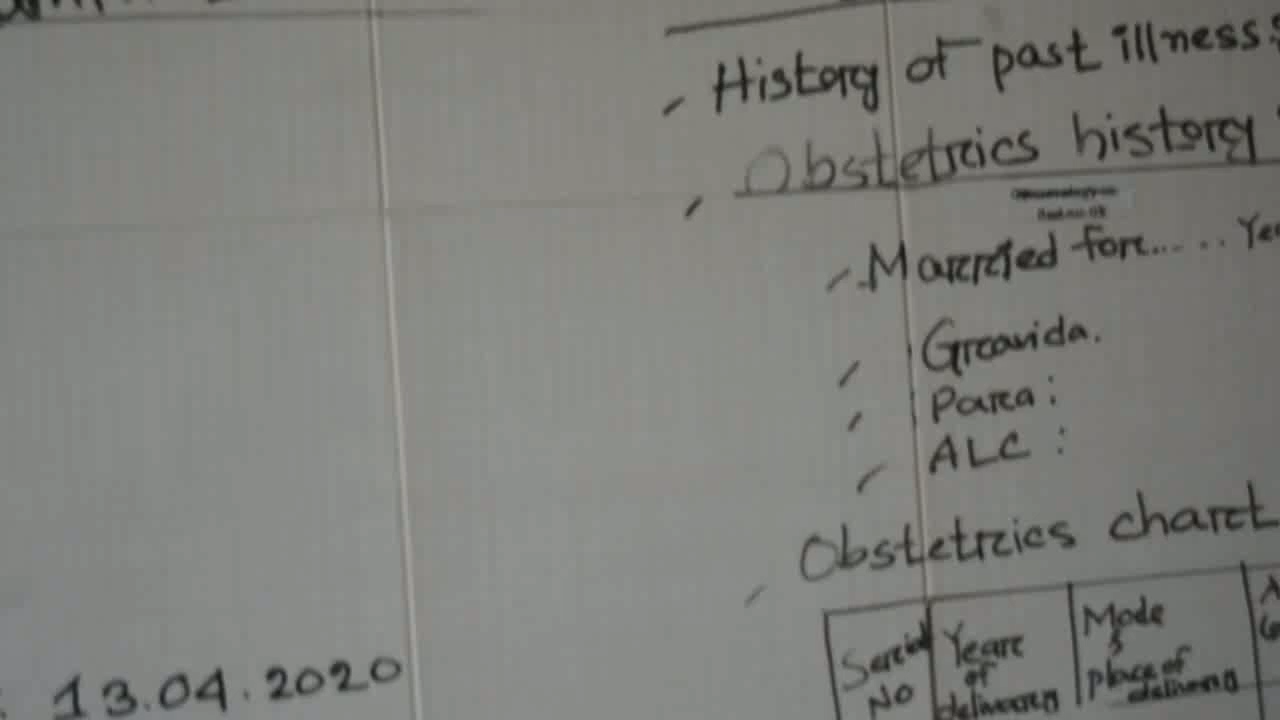 History of past illness:
Obstetrics history:
Married for..... Yea
Gravida.
Para:
ALC:
Obstetrics chart
Serial No
Years of delivery
Mode & place of delivery
13.04.2020